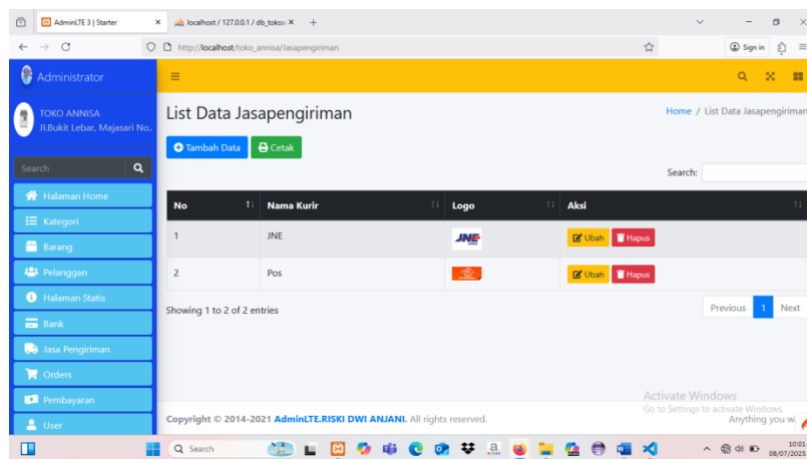 AdminLTE 3 | Starter
localhost / 127.0.0.1 / db_toko
http://localhost/toko_annisa/Jasapengiriman
Sign in
Administrator
TOKO ANNISA
Jl.Bukit Lebar, Majasari No..
Search
Halaman Home
Kategori
Barang
Pelanggan
Halaman Statis
Bank
Jasa Pengiriman
Orders
Pembayaran
User
List Data Jasapengiriman
Home / List Data Jasapengiriman
Tambah Data Cetak
Search:
No Nama Kurir Logo Aksi
1 JNE JNE Ubah Hapus
2 Pos Ubah Hapus
Showing 1 to 2 of 2 entries
Previous 1 Next
Activate Windows
Go to Settings to activate Windows.
Copyright © 2014-2021 AdminLTE.RISKI DWI ANJANI. All rights reserved.
Anything you
Search
10:01
08/07/2025